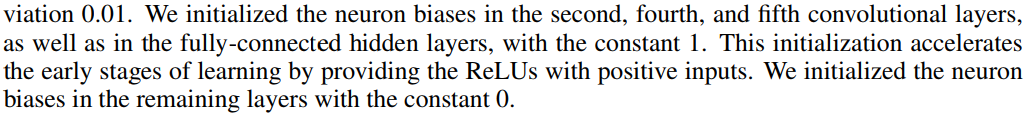 viation 0.01. We initialized the neuron biases in the second, fourth, and fifth convolutional layers,
as well as in the fully-connected hidden layers, with the constant 1. This initialization accelerates
the early stages of learning by providing the ReLUs with positive inputs. We initialized the neuron
biases in the remaining layers with the constant 0.